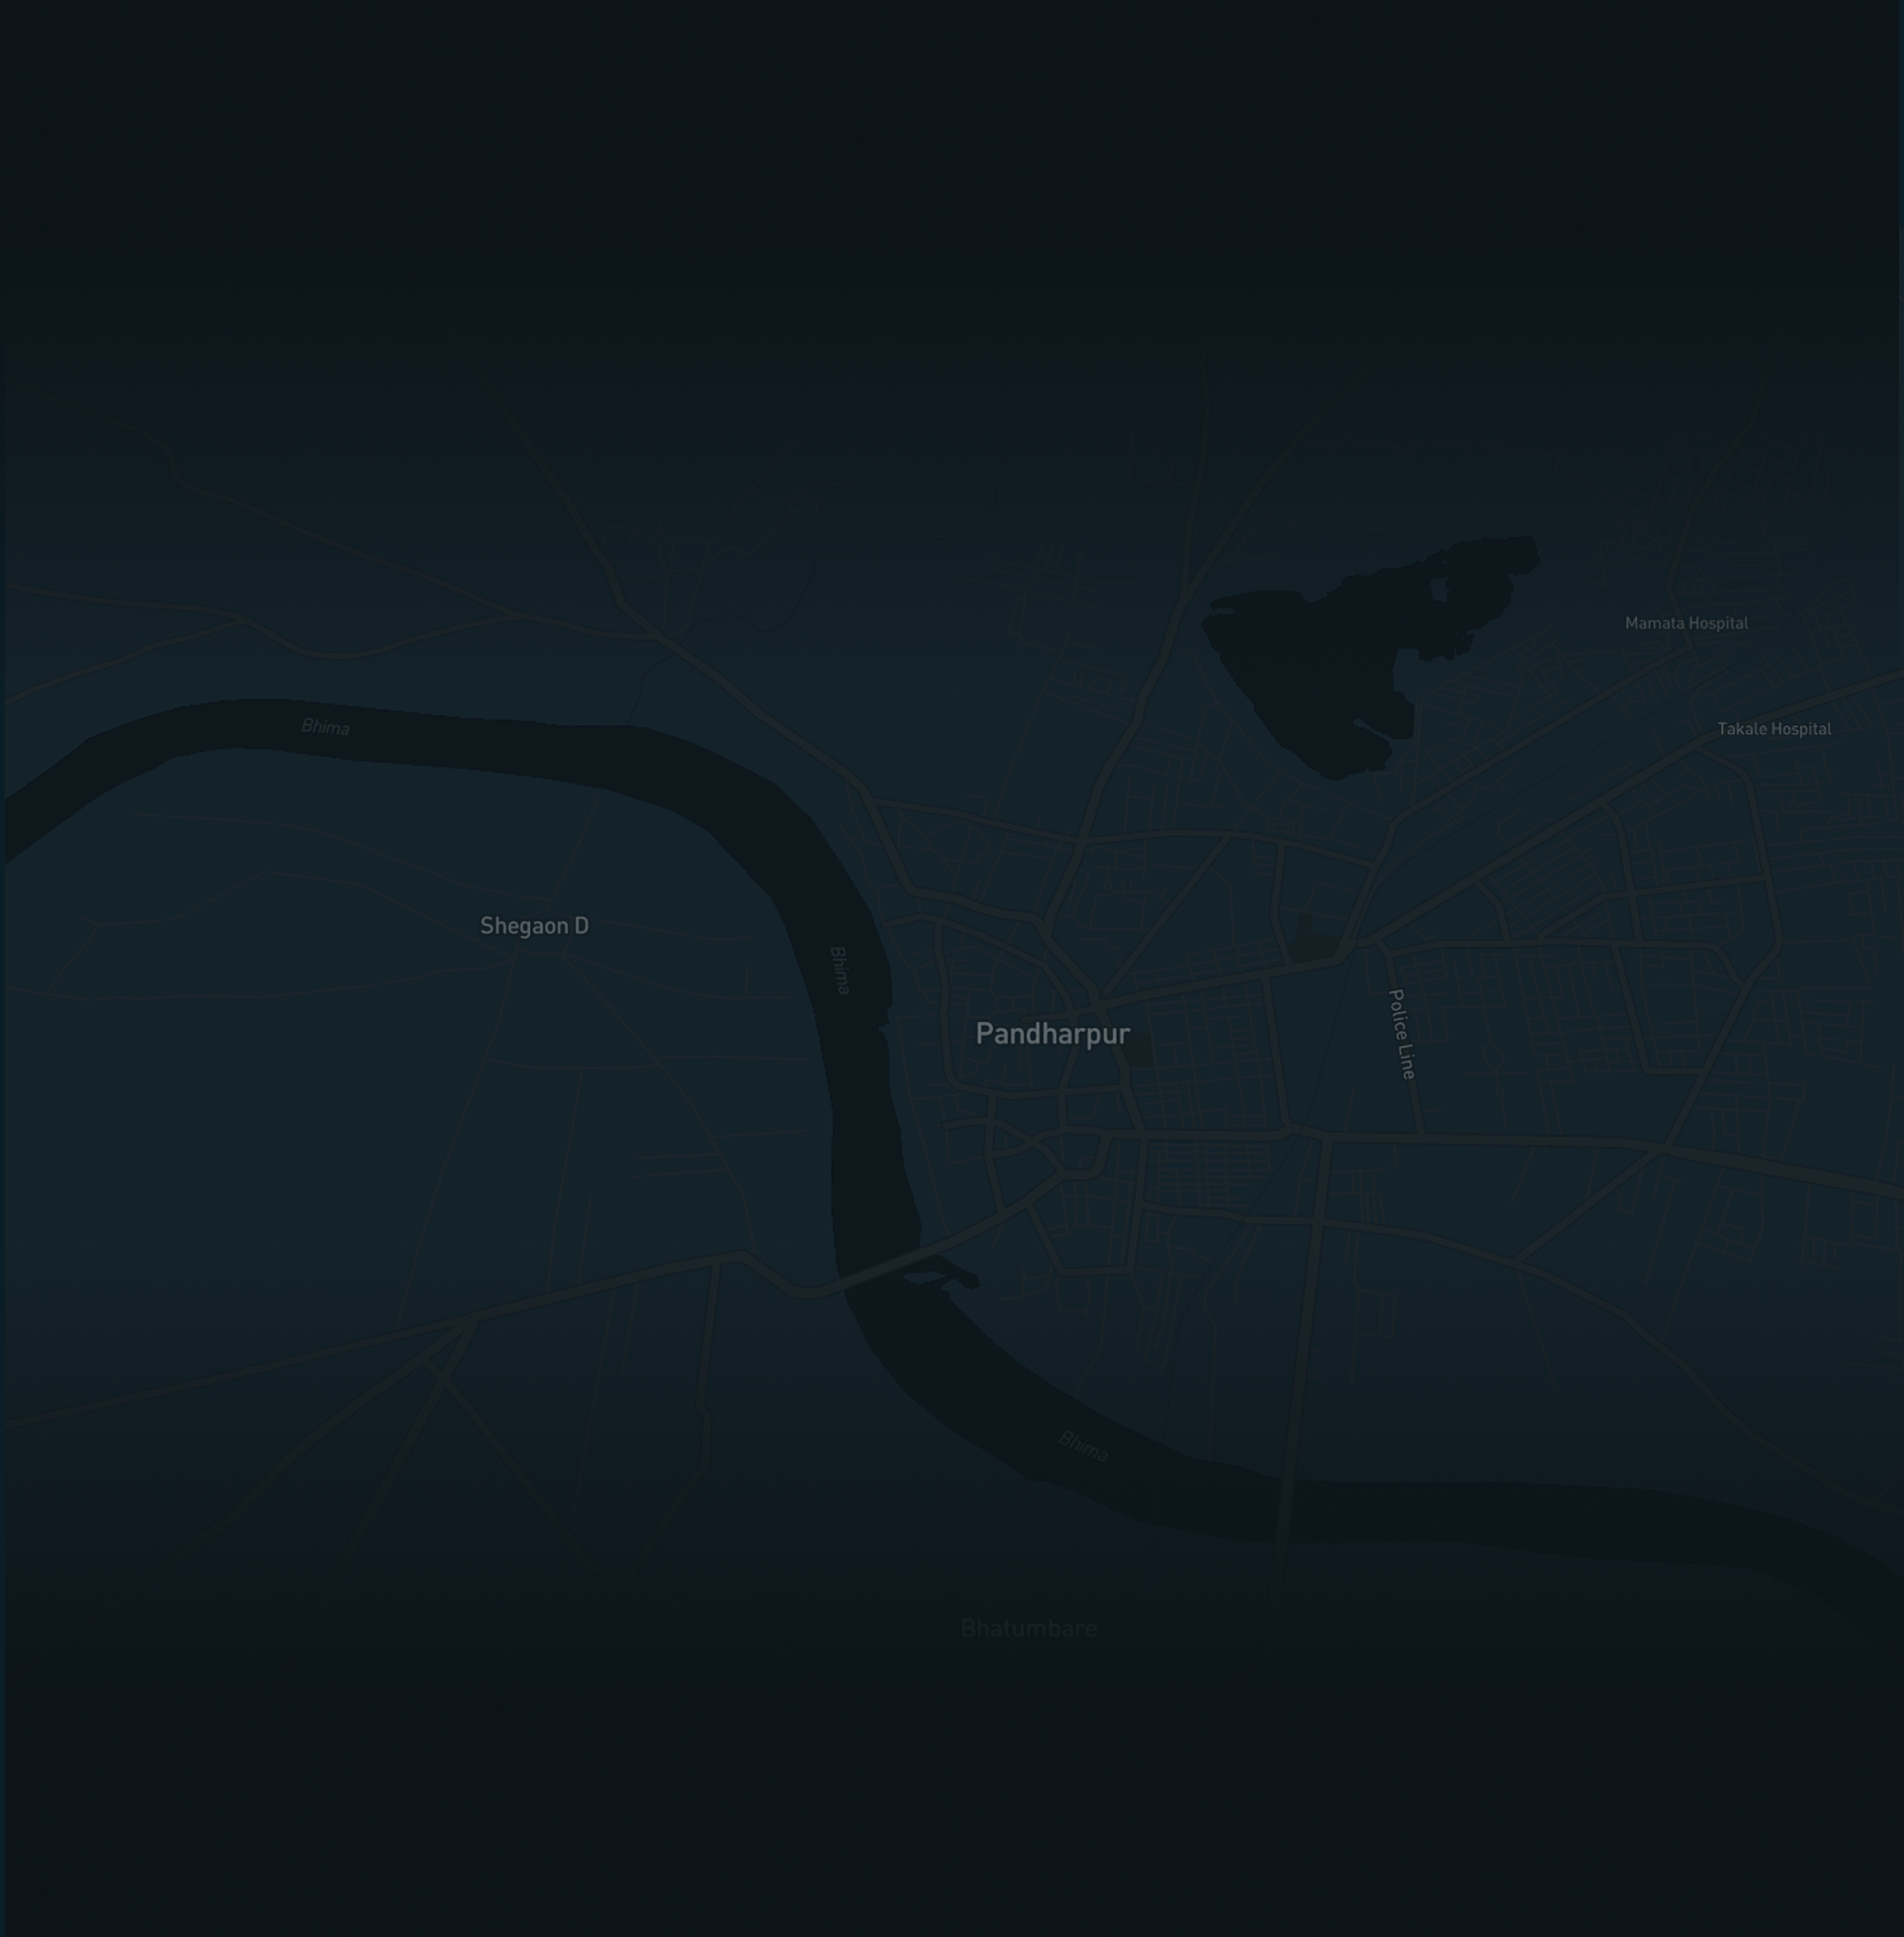 Mamata Hospital
Takale Hospital
Bhima
Shegaon D
Bhima
Police Line
Pandharpur
Bhima
Bhatumbare